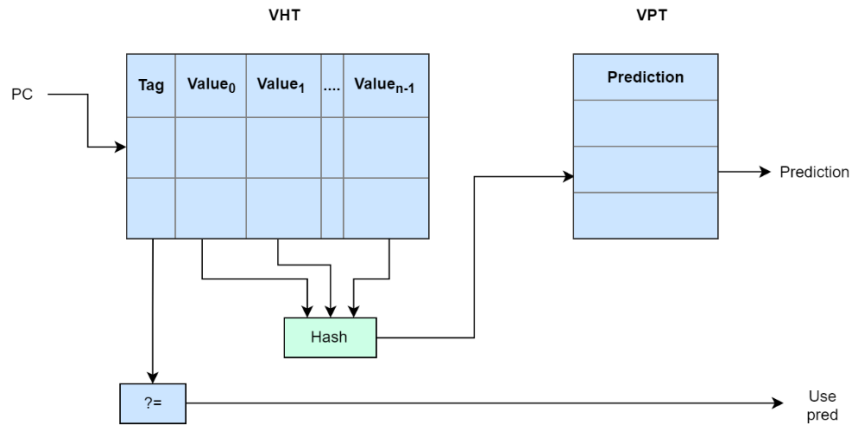 VHT
VPT
Tag Value₀ Value₁ .... Valueₙ₋₁
Prediction
PC
Prediction
Hash
?=
Use
pred